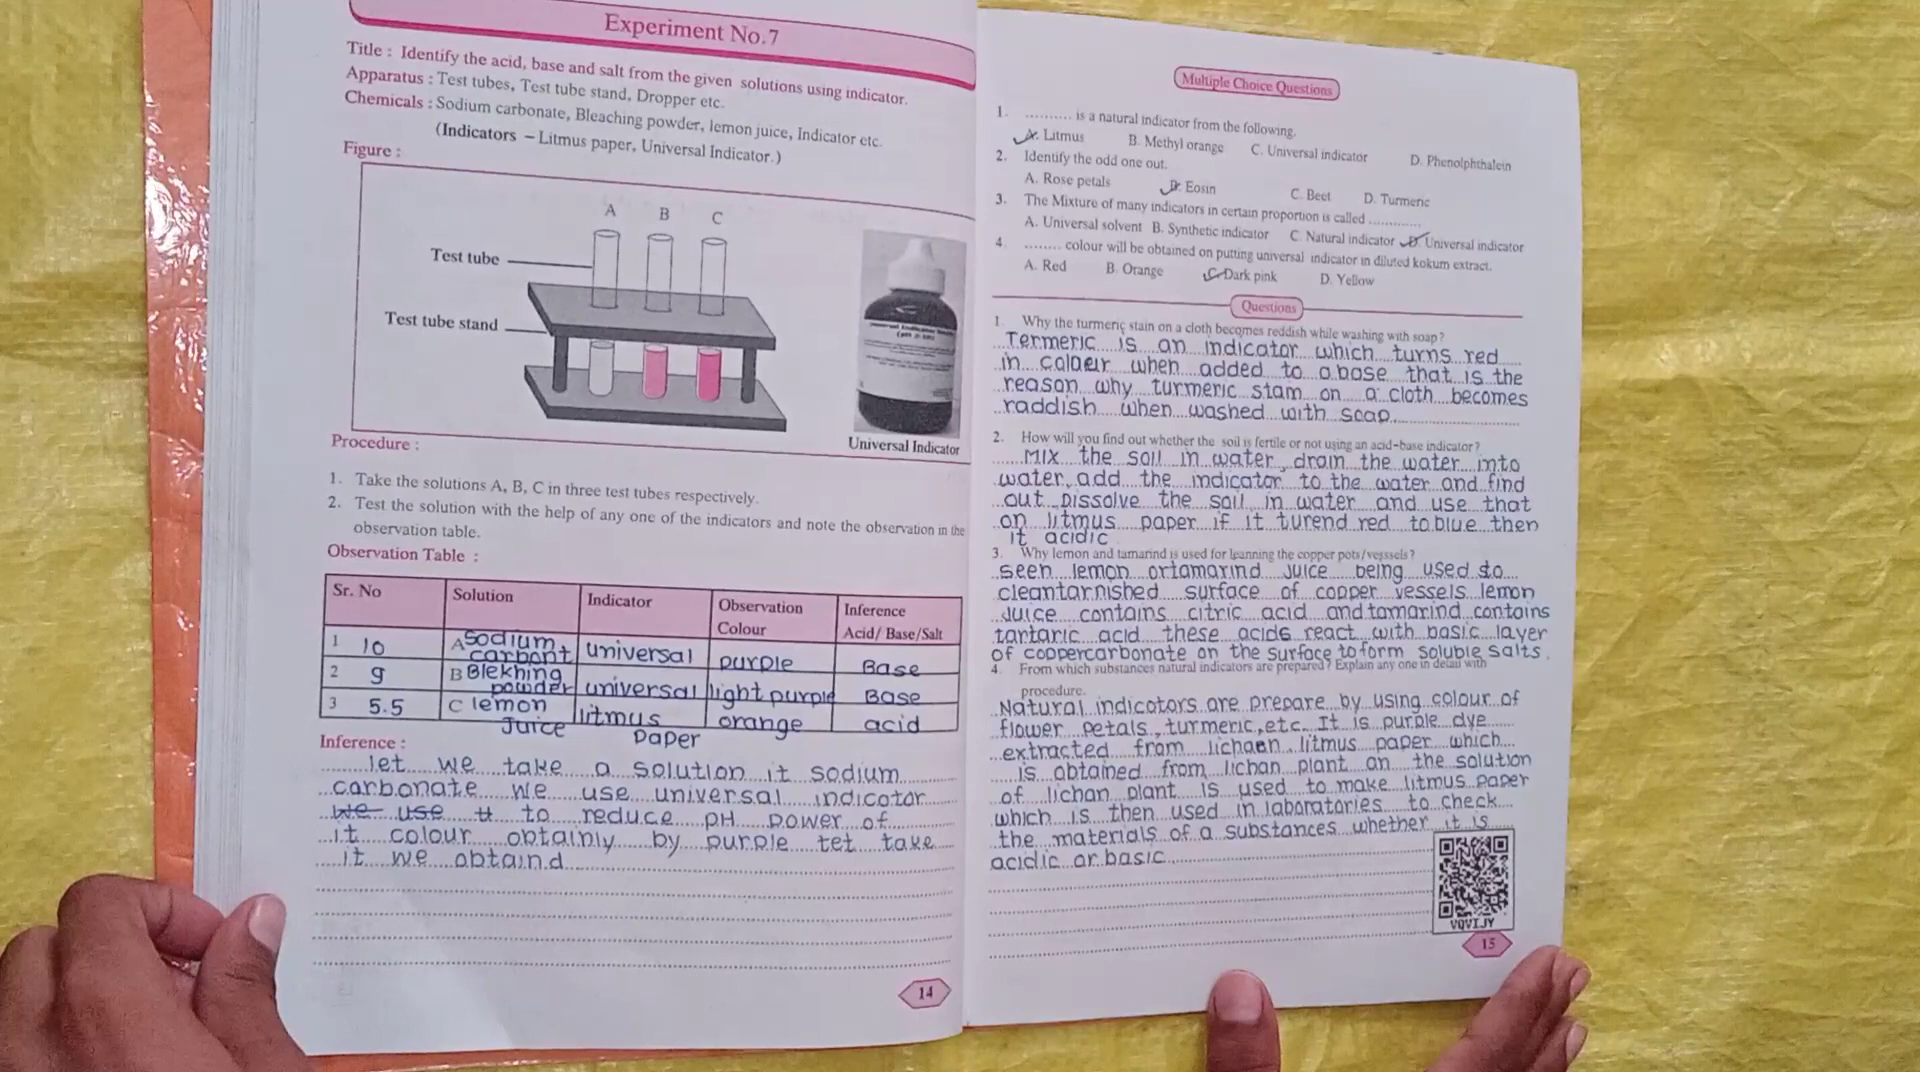 Experiment No.7
Title : Identify the acid, base and salt from the given solutions using indicator.
Apparatus : Test tubes, Test tube stand, Dropper etc.
Chemicals : Sodium carbonate, Bleaching powder, lemon juice, Indicator etc.
(Indicators – Litmus paper, Universal Indicator.)
Figure :
A B C
Test tube
Test tube stand
Universal Indicator
Procedure :
1. Take the solutions A, B, C in three test tubes respectively.
2. Test the solution with the help of any one of the indicators and note the observation in the
observation table.
Observation Table :
Sr. No Solution Indicator Observation Colour Inference Acid/ Base/Salt
1 10 A sodium carbont universal purple Base
2 9 B Blekhing powder universal light purple Base
3 5.5 C lemon Juice litmus paper orange acid
Inference :
let we take a solution it sodium
carbonate we use universal indicator
we use it to reduce pH power of
it colour obtainly by purple tet take
it we obtaind
14
Multiple Choice Questions
1. .......... is a natural indicator from the following.
A. Litmus B. Methyl orange C. Universal indicator D. Phenolphthalein
2. Identify the odd one out.
A. Rose petals B. Eosin C. Beet D. Turmeric
3. The Mixture of many indicators in certain proportion is called ............
A. Universal solvent B. Synthetic indicator C. Natural indicator D. Universal indicator
4. ........ colour will be obtained on putting universal indicator in diluted kokum extract.
A. Red B. Orange C. Dark pink D. Yellow
Questions
1. Why the turmeric stain on a cloth becomes reddish while washing with soap?
Termeric is an indicator which turns red
in colour when added to a base that is the
reason why turmeric stam on a cloth becomes
raddish when washed with soap.
2. How will you find out whether the soil is fertile or not using an acid-base indicator?
Mix the soil in water, drain the water into
water, add the indicator to the water and find
out. Dissolve the soil in water and use that
on litmus paper if it turend red to blue then
it acidic
3. Why lemon and tamarind is used for leanning the copper pots/vejssels?
seen lemon ortamarind juice being used to
cleantarnished surface of copper vessels lemon
Juice contains citric acid and tamarind contains
tartaric acid these acids react with basic layer
of coppercarbonate on the surface to form soluble salts.
4. From which substances natural indicators are prepared? Explain any one in detail with
procedure.
Natural indicators are prepare by using colour of
flower petals, turmeric, etc. It is purple dye
extracted from lichaen litmus paper which
is obtained from lichan plant an the solution
of lichan plant is used to make litmus paper
which is then used in laboratories to check
the materials of a substances whether it is
acidic or basic.
VQVIJY
15